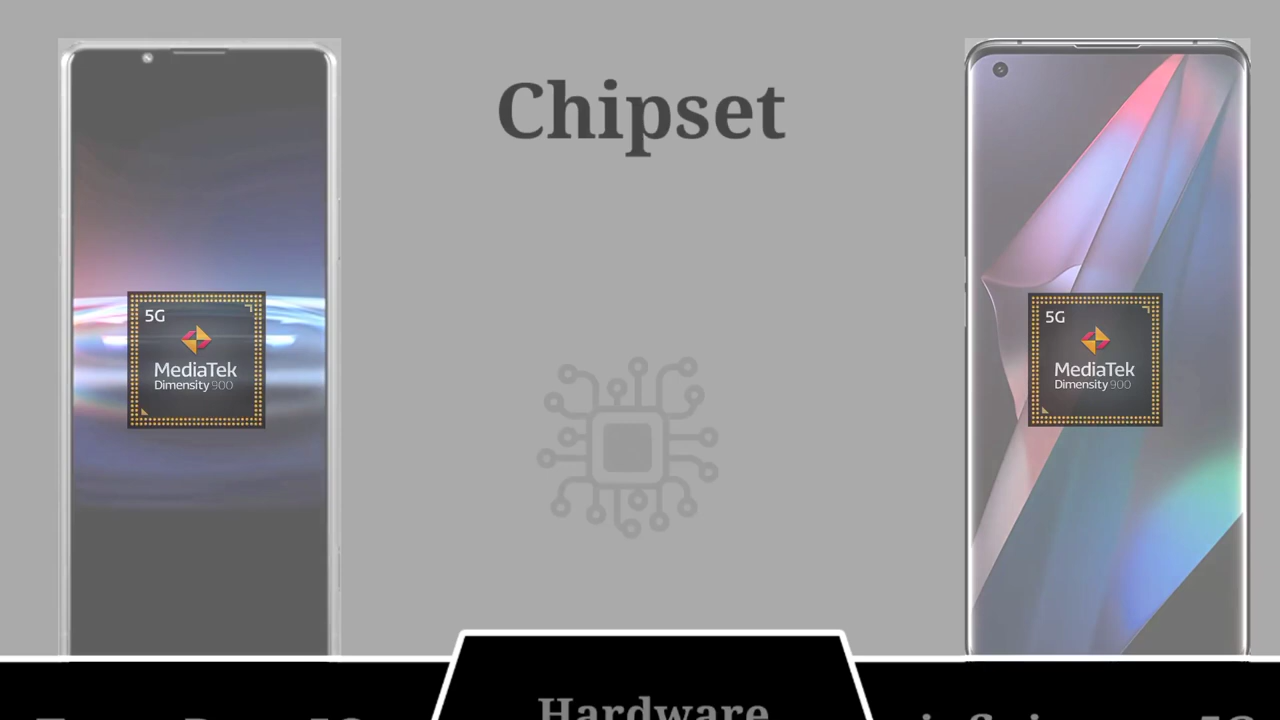 Chipset
5G
MediaTek
Dimensity 900
5G
MediaTek
Dimensity 900
Hardware